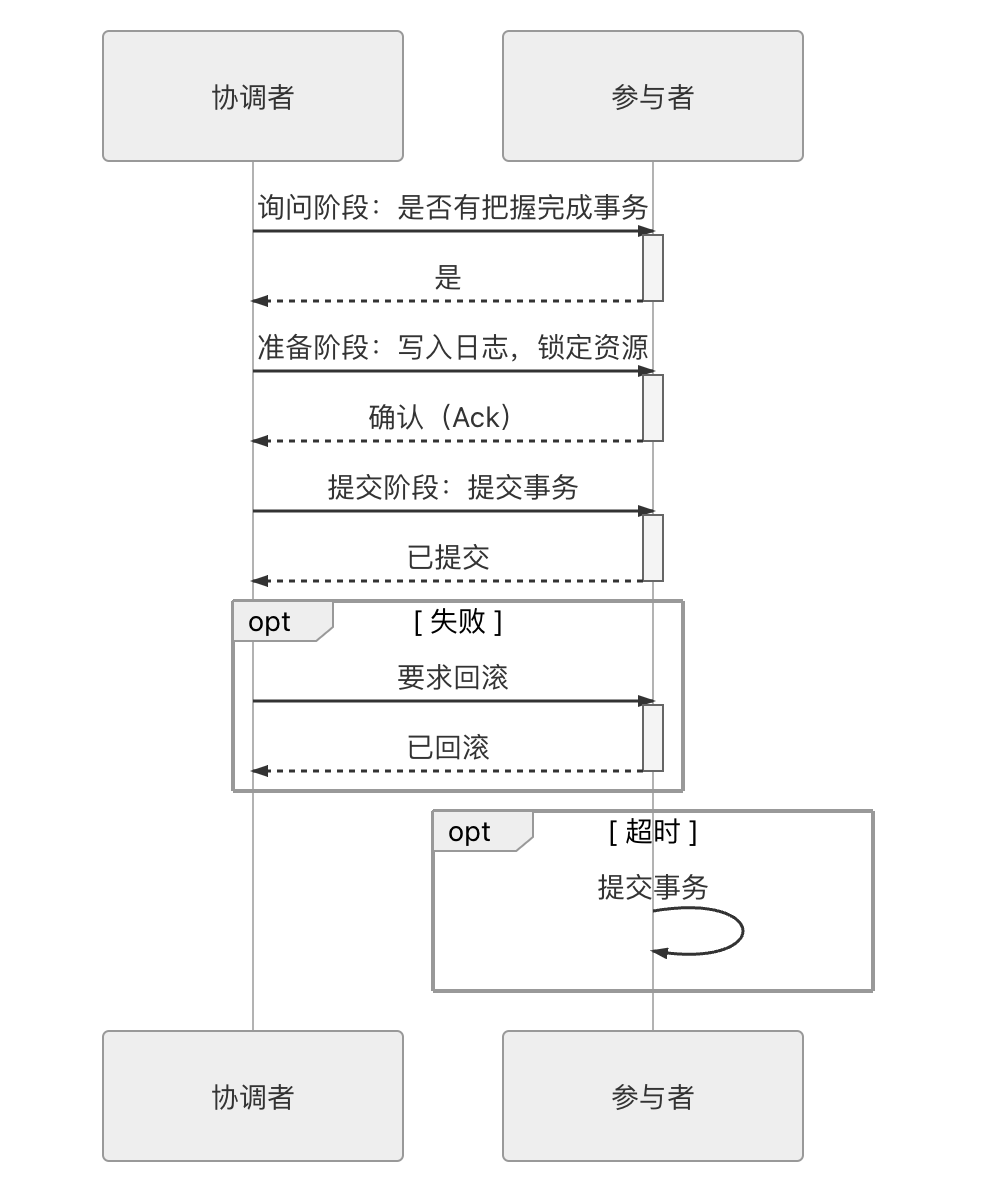 协调者
参与者
询问阶段：是否有把握完成事务
是
准备阶段：写入日志，锁定资源
确认（Ack）
提交阶段：提交事务
已提交
opt
[ 失败 ]
要求回滚
已回滚
opt
[ 超时 ]
提交事务
协调者
参与者